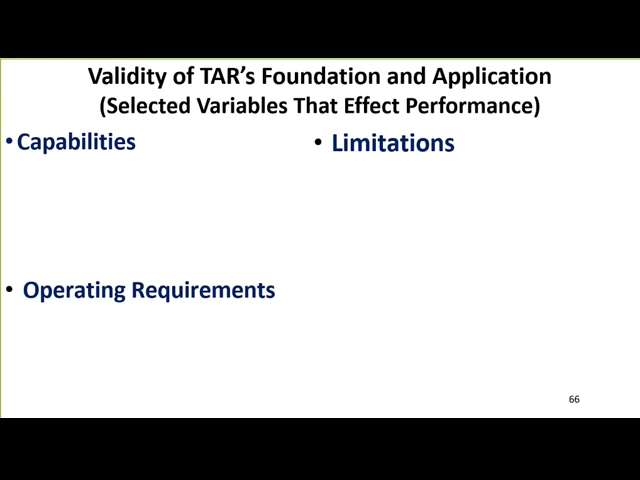 Validity of TAR's Foundation and Application
(Selected Variables That Effect Performance)
•Capabilities
• Limitations
• Operating Requirements
66